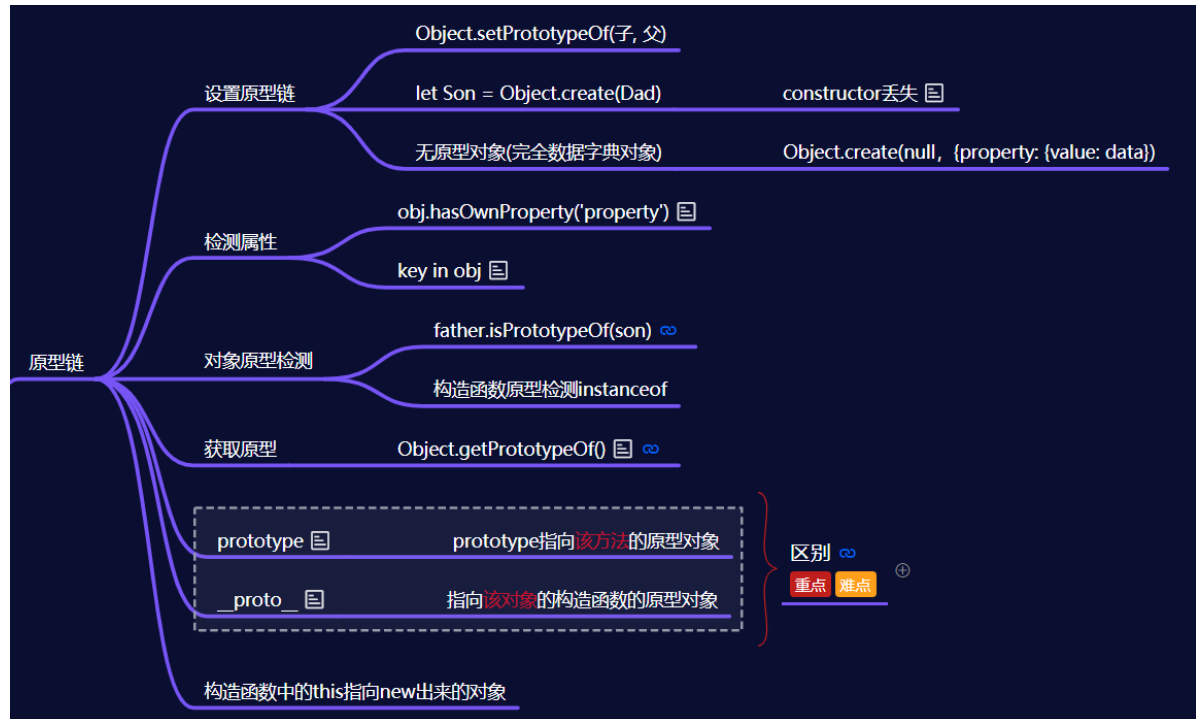 原型链
设置原型链
Object.setPrototypeOf(子, 父)
let Son = Object.create(Dad)
constructor丢失
无原型对象(完全数据字典对象)
Object.create(null，{property: {value: data})
检测属性
obj.hasOwnProperty('property')
key in obj
对象原型检测
father.isPrototypeOf(son)
构造函数原型检测instanceof
获取原型
Object.getPrototypeOf()
prototype
prototype指向该方法的原型对象
__proto__
指向该对象的构造函数的原型对象
区别
重点
难点
构造函数中的this指向new出来的对象